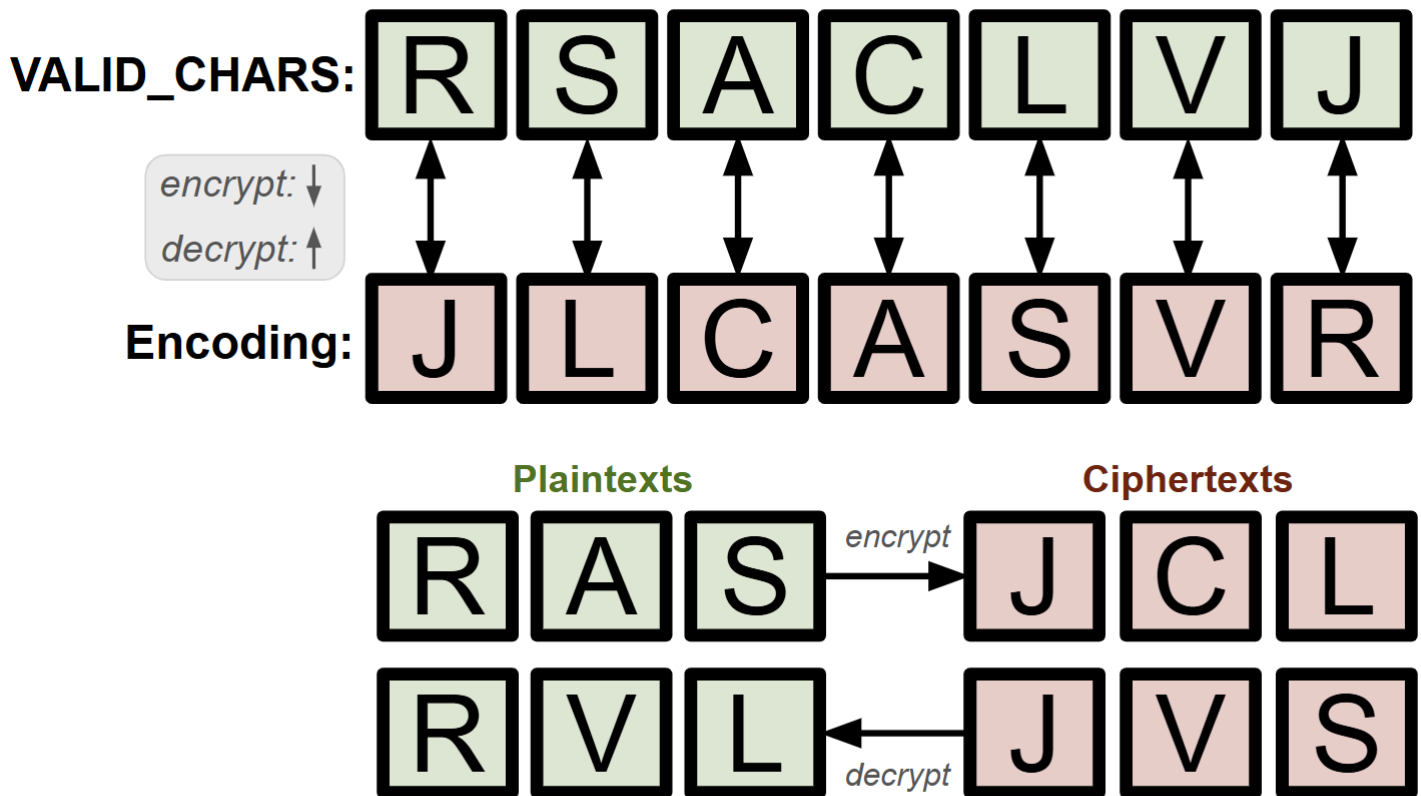 VALID_CHARS: R S A C L V J
encrypt: ↓
decrypt: ↑
Encoding: J L C A S V R
Plaintexts Ciphertexts
R A S encrypt J C L
R V L decrypt J V S